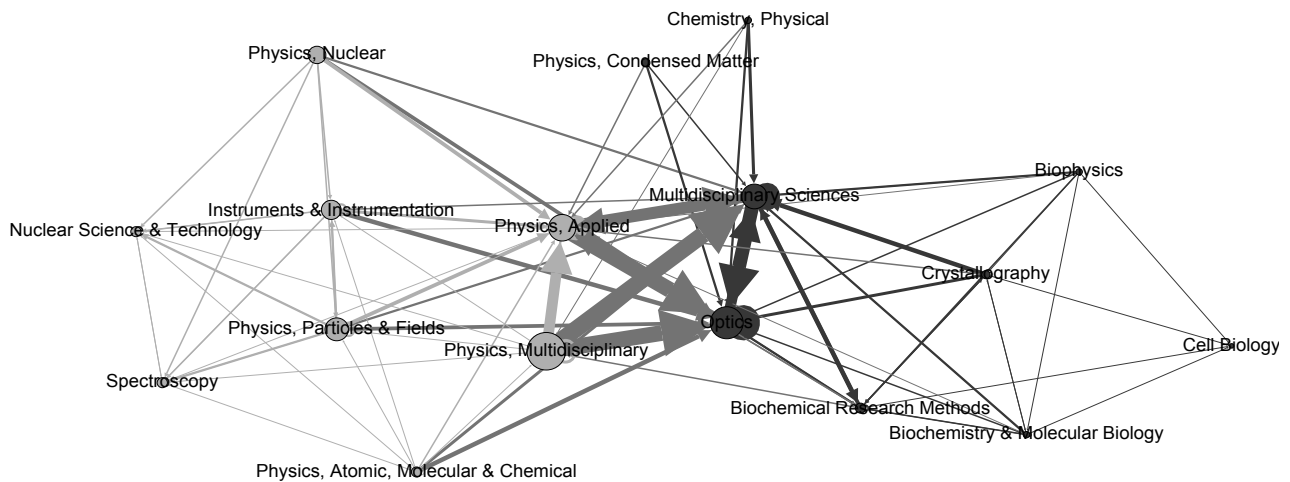 Chemistry, Physical
Physics, Nuclear
Physics, Condensed Matter
Biophysics
Multidisciplinary Sciences
Instruments & Instrumentation
Physics, Applied
Nuclear Science & Technology
Crystallography
Optics
Physics, Particles & Fields
Cell Biology
Physics, Multidisciplinary
Spectroscopy
Biochemical Research Methods
Biochemistry & Molecular Biology
Physics, Atomic, Molecular & Chemical